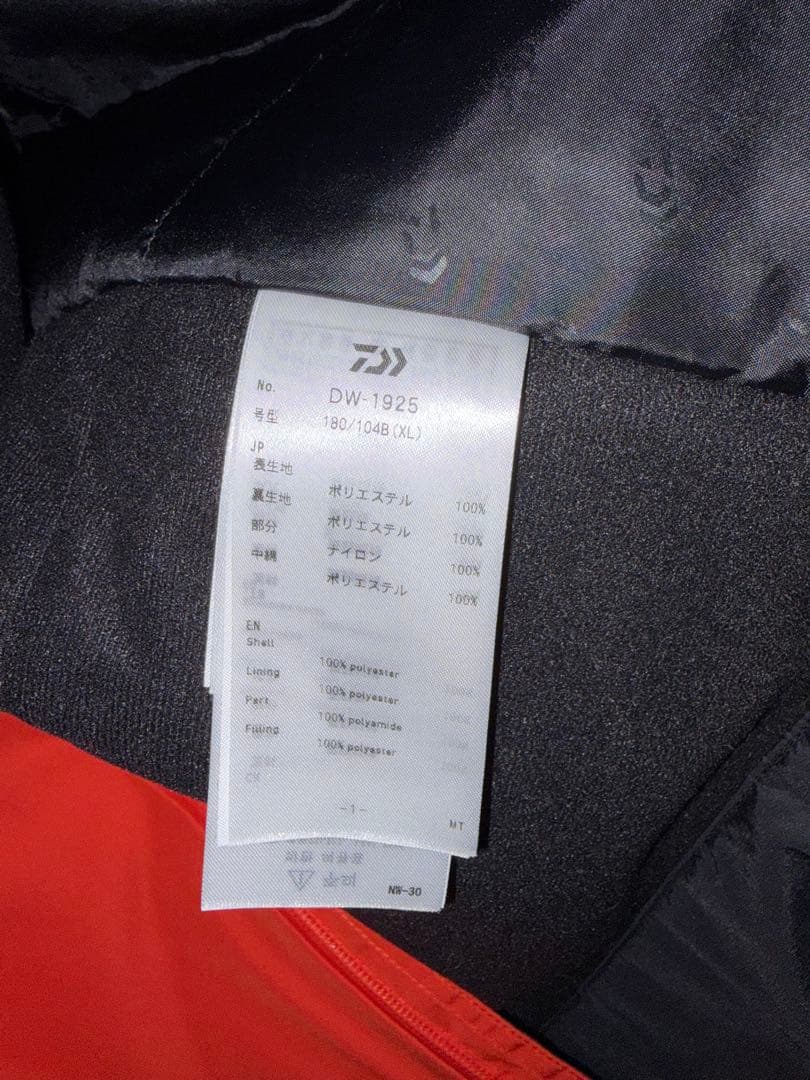 No. DW-1925
号型 180/104B(XL)
JP
表生地 ポリエステル 100%
裏生地 ポリエステル 100%
部分 ナイロン 100%
中綿 ポリエステル 100%
EN
Shell 100% polyester
Lining 100% polyester
Part 100% polyamide
Filling 100% polyester
-1-
MT
NW-30